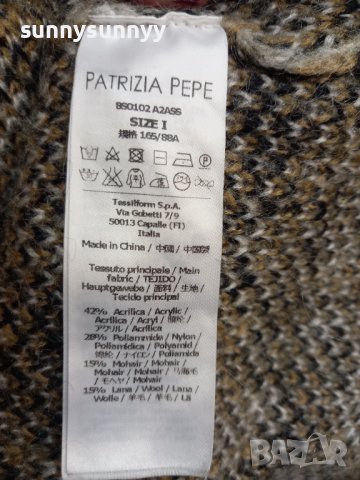 sunnysunnyy
PATRIZIA PEPE
8S0102 A2ASS
SIZE I
规格 165/88A
Tessilform S.p.A.
Via Gobetti 7/9
50013 Capalle (FI)
Italia
Made in China / 中国 /
Tessuto principale / Main
fabric / TEJIDO /
Hauptgewebe / 面料 / 生地 /
Tecido principal
42% Acrilica / Acrylic /
Acrilica / Acryl / 腈纶 /
アクリル / Acrilica
28% Poliammide / Nylon
Poliamidica / Polyamid /
锦纶 / ナイロン / Poliamida
15% Mohair / Mohair /
Mohair / Mohair / 马海毛 /
モヘヤ / Mohair
15% Lana / Wool / Lana /
Wolle / 羊毛 / 羊毛 / Lã
BAZAR